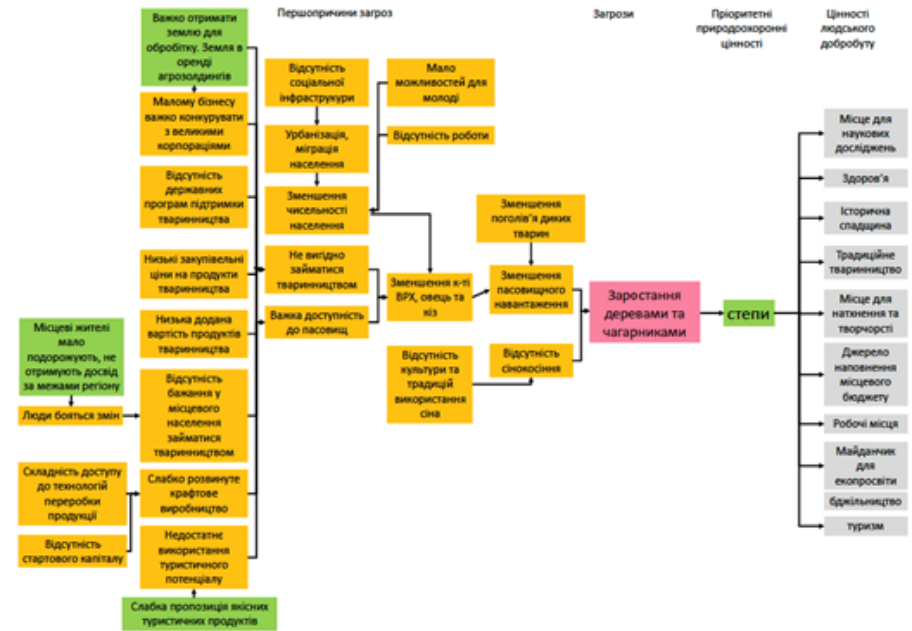 Першопричини загроз
Загрози
Пріоритетні
природоохоронні
цінності
Цінності
людського
добробуту
Важко отримати
землю для
обробітку. Земля в
оренді
агрозолдингів
Малому бізнесу
важко конкурувати
з великими
корпораціями
Відсутність
державних
програм підтримки
тваринництва
Низькі закупівельні
ціни на продукти
тваринництва
Низька додана
вартість продуктів
тваринництва
Місцеві жителі
мало
подорожують, не
отримують досвід
за межами регіону
Люди бояться змін
Відсутність
бажання у
місцевого
населення
займатися
тваринництвом
Складність доступу
до технологій
переробки
продукції
Відсутність
стартового капіталу
Слабко розвинуте
крафтове
виробництво
Недостатнє
використання
туристичного
потенціалу
Слабка пропозиція якісних
туристичних продуктів
Відсутність
соціальної
інфраструкури
Урбанізація,
міграція
населення
Зменшення
чисельності
населення
Мало
можливостей для
молоді
Відсутність роботи
Не вигідно
займатися
тваринництвом
Важка доступність
до пасовищ
Зменшення к-ті
ВРХ, овець та
кіз
Відсутність
культури та
традицій
використання
сіна
Зменшення
поголів’я диких
тварин
Зменшення
пасовищного
навантаження
Відсутність
сінокосіння
Заростання
деревами та
чагарниками
степи
Місце для
наукових
досліджень
Здоров’я
Історична
спадщина
Традиційне
тваринництво
Місце для
натхнення та
творчості
Джерело
наповнення
місцевого
бюджету
Робочі місця
Майданчик
для
екопросвіти
бджільництво
туризм